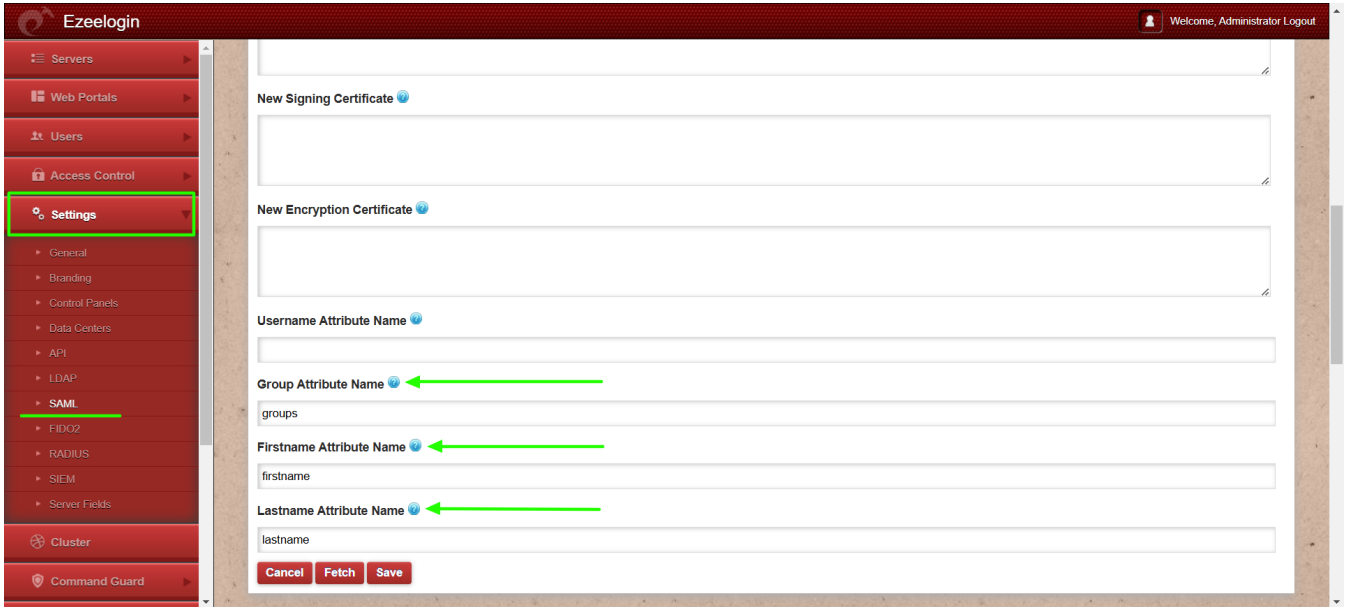 Ezeelogin
Welcome, Administrator Logout
Servers
Web Portals
Users
Access Control
Settings
General
Branding
Control Panels
Data Centers
API
LDAP
SAML
FIDO2
RADIUS
SIEM
Server Fields
Cluster
Command Guard
New Signing Certificate ?
New Encryption Certificate ?
Username Attribute Name ?
Group Attribute Name ?
groups
Firstname Attribute Name ?
firstname
Lastname Attribute Name ?
lastname
Cancel Fetch Save